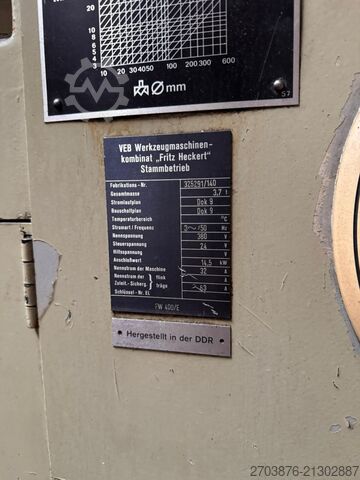 20
10
5
4
3
10 20 30 40 50 100 200 300 600
⌀ mm
S7
VEB Werkzeugmaschinen-
kombinat „Fritz Heckert"
Stammbetrieb
Fabrikations-Nr. 325291/140
Gesamtmasse 3,7 t
Stromlaufplan Dok 9
Bauschaltplan Dok 9
Temperaturbereich °C
Stromart / Frequenz 3~/50 Hz
Nennspannung 380 V
Steuerspannung 24 V
Hilfsspannung V
Anschlußwert 14,5 kW
Nennstrom der Maschine 32 A
Nennstrom der flink A
Zuleit.-Sicherg. träge 63 A
Schlüssel-Nr. EL
FW 400/E
Hergestellt in der DDR
2703876-21302887